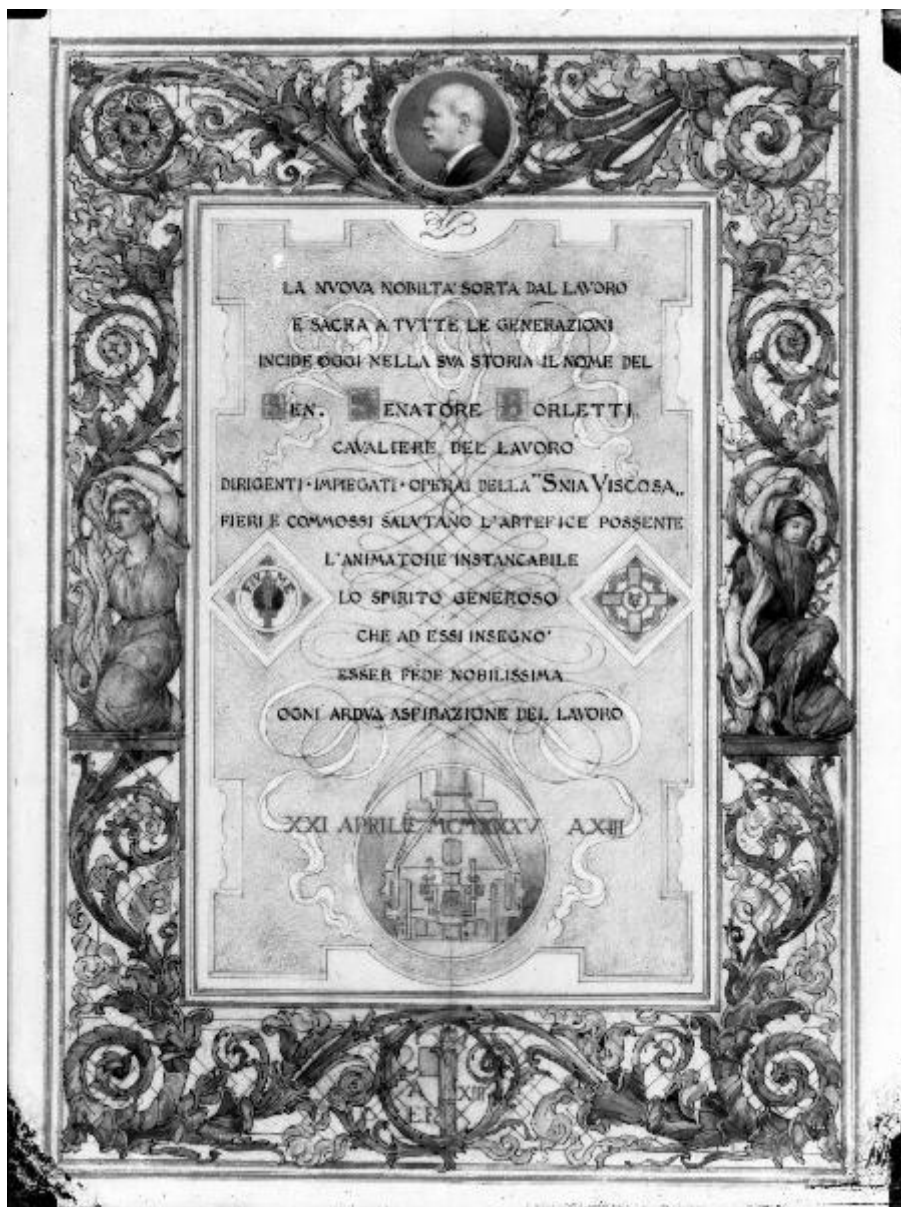 LA NVOVA NOBILTA' SORTA DAL LAVORO
E' SACRA A TVTTE LE GENERAZIONI
INCIDE OGGI NELLA SVA STORIA IL NOME DEL
SEN. SENATORE BORLETTI
CAVALIERE DEL LAVORO
DIRIGENTI · IMPIEGATI · OPERAI DELLA "SNIA VISCOSA„
FIERI E COMMOSSI SALVTANO L'ARTEFICE POSSENTE
L'ANIMATORE INSTANCABILE
LO SPIRITO GENEROSO
CHE AD ESSI INSEGNO'
ESSER FEDE NOBILISSIMA
OGNI ARDVA ASPIRAZIONE DEL LAVORO
FIVME
XXI APRILE MCMXXXV A.XIII
A XIII